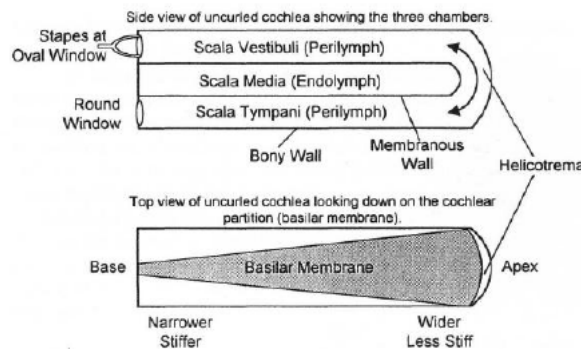 Side view of uncurled cochlea showing the three chambers.
Stapes at
Oval Window
Scala Vestibuli (Perilymph)
Scala Media (Endolymph)
Round
Window
Scala Tympani (Perilymph)
Bony Wall
Membranous
Wall
Helicotrema
Top view of uncurled cochlea looking down on the cochlear
partition (basilar membrane).
Base
Basilar Membrane
Apex
Narrower
Stiffer
Wider
Less Stiff